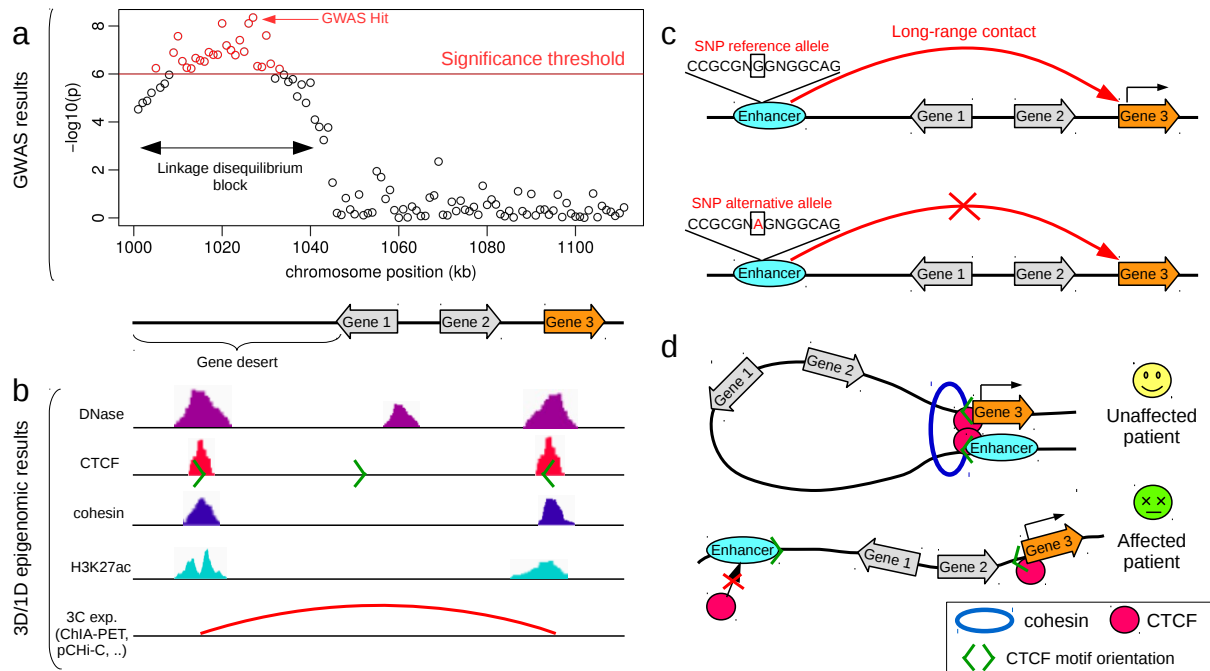 a
GWAS results
−log10(p)
8
6
4
2
0
GWAS Hit
Significance threshold
Linkage disequilibrium
block
1000
1020
1040
1060
1080
1100
chromosome position (kb)
Gene 1
Gene 2
Gene 3
Gene desert
b
3D/1D epigenomic results
DNase
CTCF
cohesin
H3K27ac
3C exp.
(ChIA-PET,
pCHi-C, ..)
c
Long-range contact
SNP reference allele
CCGCGNGGNGGCAG
Enhancer
Gene 1
Gene 2
Gene 3
SNP alternative allele
CCGCGNAGNGGCAG
Enhancer
Gene 1
Gene 2
Gene 3
d
Gene 1
Gene 2
Gene 3
Enhancer
Unaffected
patient
Enhancer
Gene 1
Gene 2
Gene 3
Affected
patient
cohesin
CTCF
CTCF motif orientation